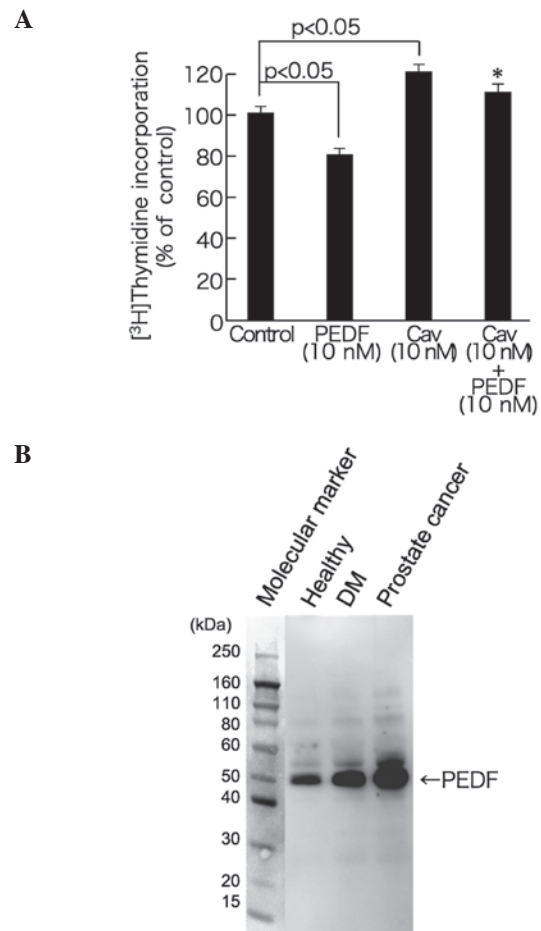 A
p<0.05
p<0.05
*
[³H]Thymidine incorporation
(% of control)
120
100
80
60
40
20
0
Control
PEDF
(10 nM)
Cav
(10 nM)
Cav
(10 nM)
+
PEDF
(10 nM)
B
Molecular marker
Healthy
DM
Prostate cancer
(kDa)
250
160
110
80
60
50
40
30
20
15
←PEDF